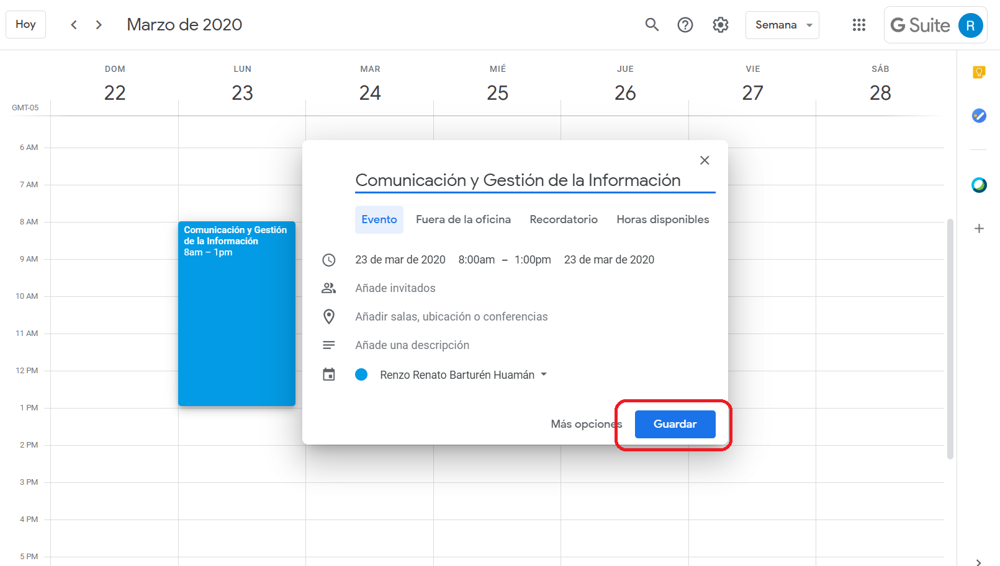 Hoy
Marzo de 2020
Semana
G Suite
R
DOM
LUN
MAR
MIÉ
JUE
VIE
SÁB
22
23
24
25
26
27
28
GMT-05
6 AM
7 AM
8 AM
9 AM
10 AM
11 AM
12 PM
1 PM
2 PM
3 PM
4 PM
5 PM
Comunicación y Gestión
de la Información
8am – 1pm
Comunicación y Gestión de la Información
Evento
Fuera de la oficina
Recordatorio
Horas disponibles
23 de mar de 2020 8:00am – 1:00pm 23 de mar de 2020
Añade invitados
Añadir salas, ubicación o conferencias
Añade una descripción
Renzo Renato Barturén Huamán
Más opciones
Guardar